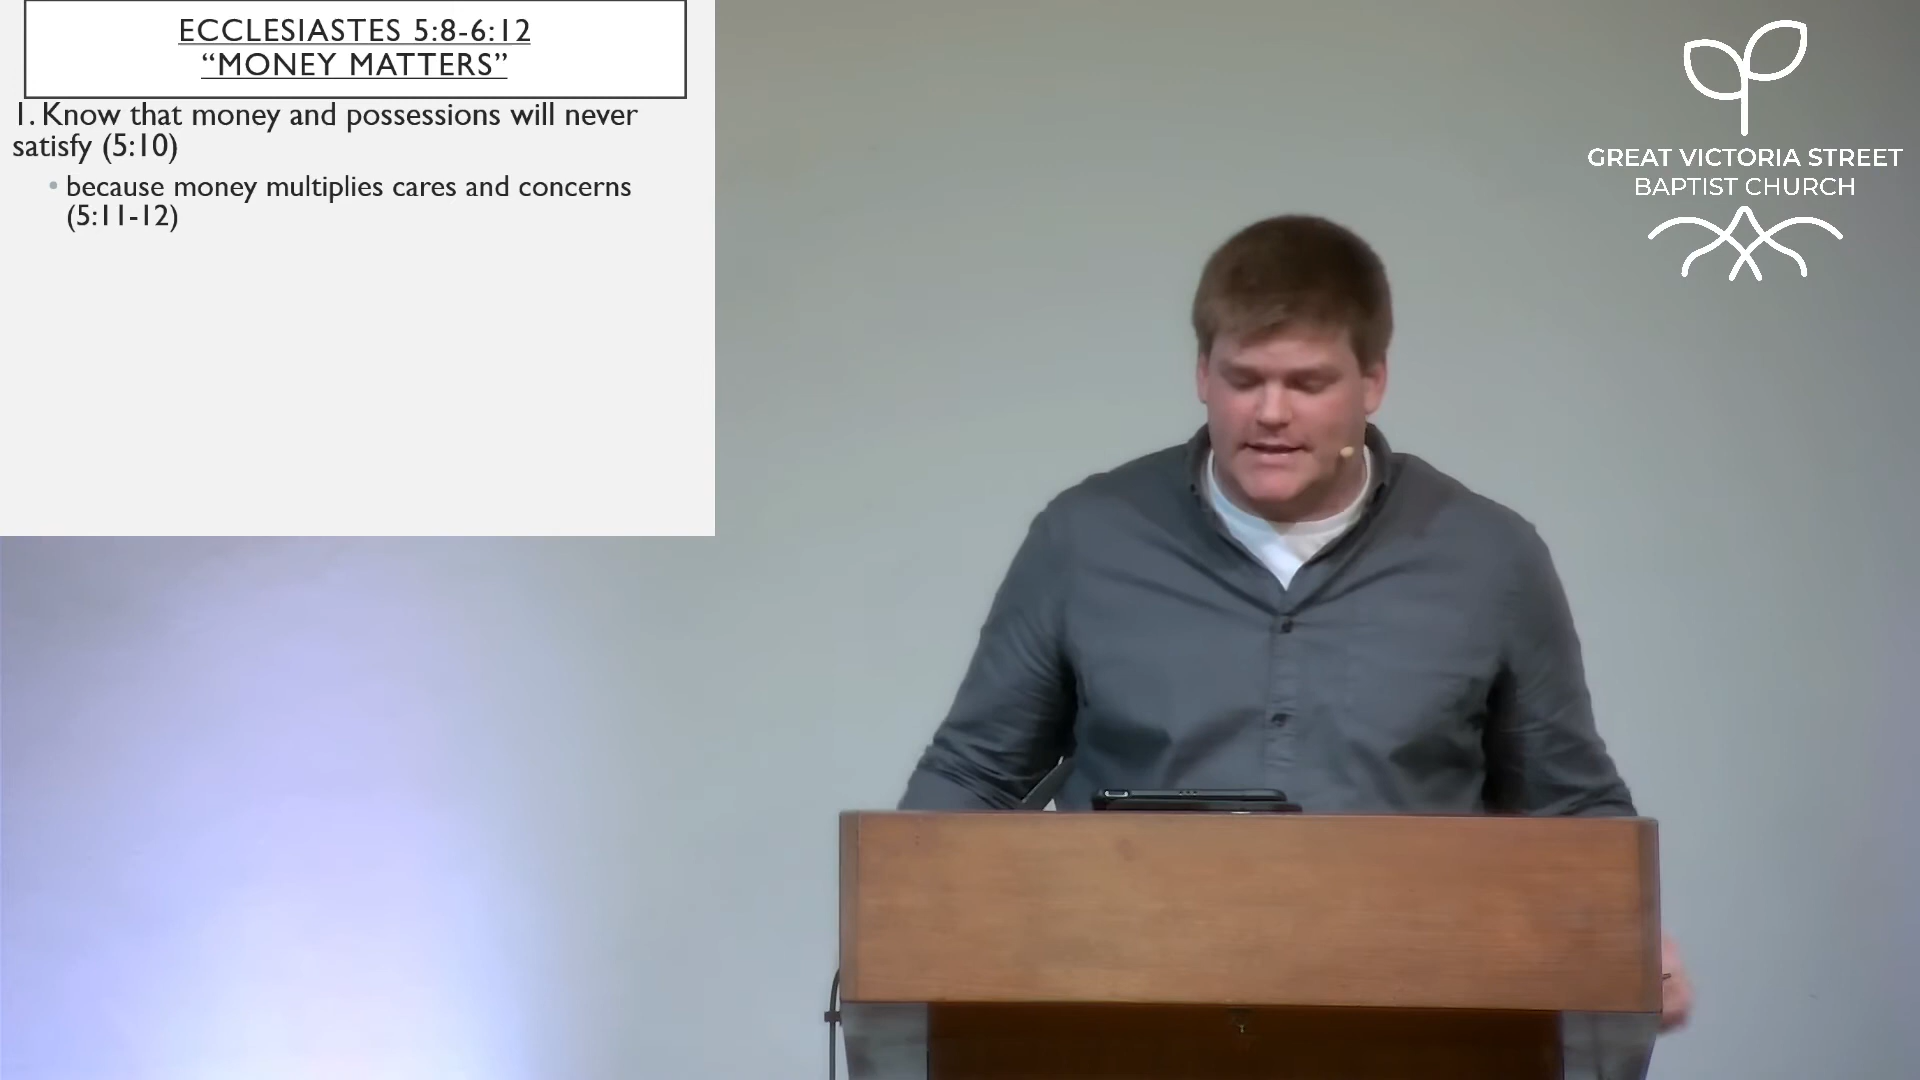 ECCLESIASTES 5:8-6:12
“MONEY MATTERS”
1. Know that money and possessions will never
satisfy (5:10)
• because money multiplies cares and concerns
(5:11-12)
GREAT VICTORIA STREET
BAPTIST CHURCH